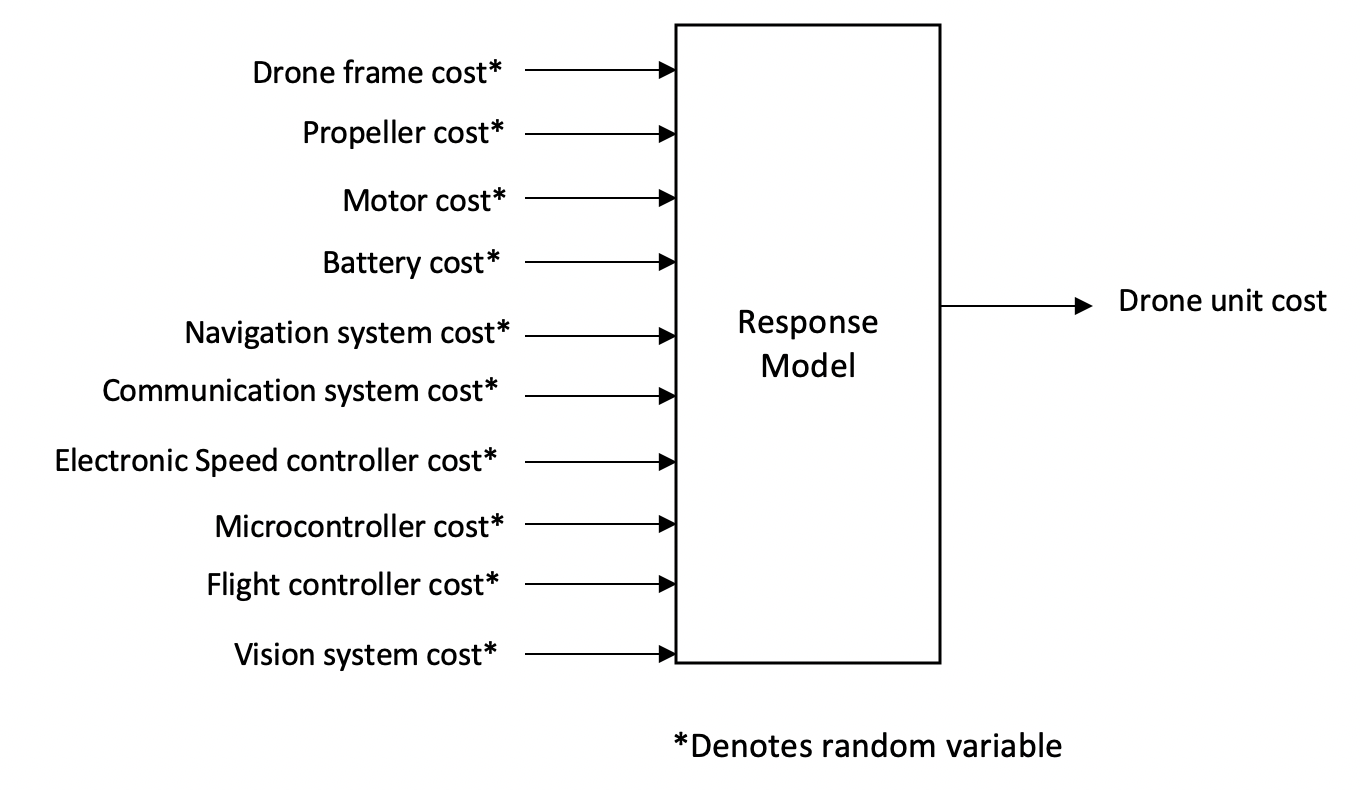 Drone frame cost*
Propeller cost*
Motor cost*
Battery cost*
Navigation system cost*
Communication system cost*
Electronic Speed controller cost*
Microcontroller cost*
Flight controller cost*
Vision system cost*
Response
Model
Drone unit cost
*Denotes random variable